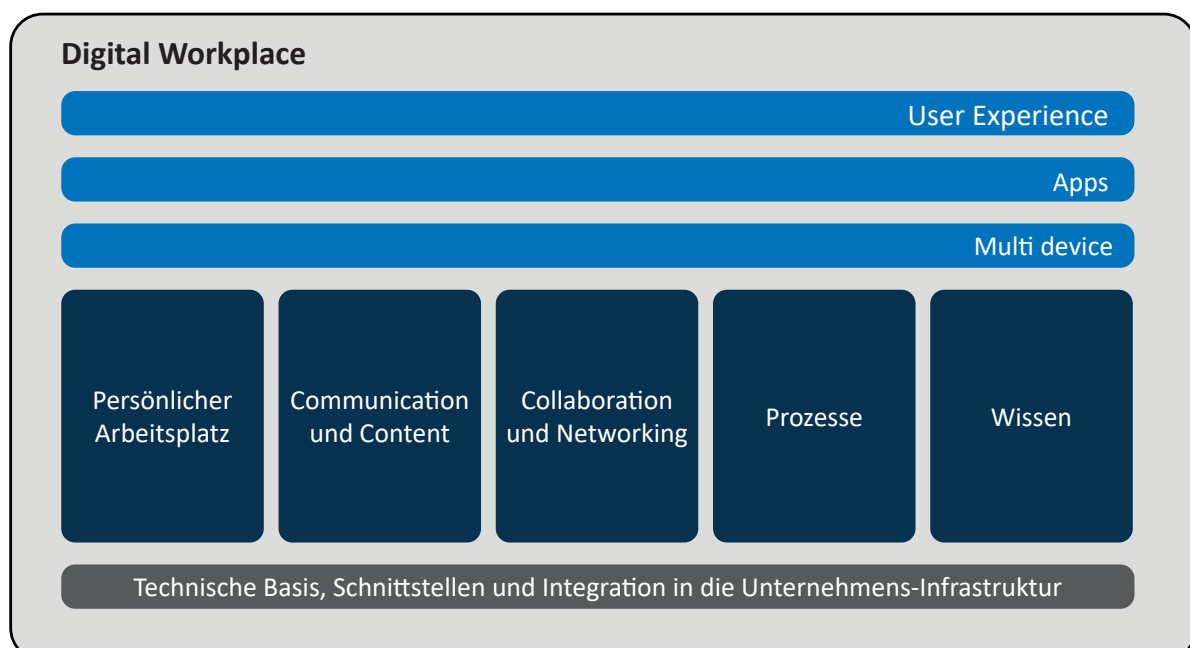 Digital Workplace
User Experience
Apps
Multi device
Persönlicher
Arbeitsplatz
Communication
und Content
Collaboration
und Networking
Prozesse
Wissen
Technische Basis, Schnittstellen und Integration in die Unternehmens-Infrastruktur